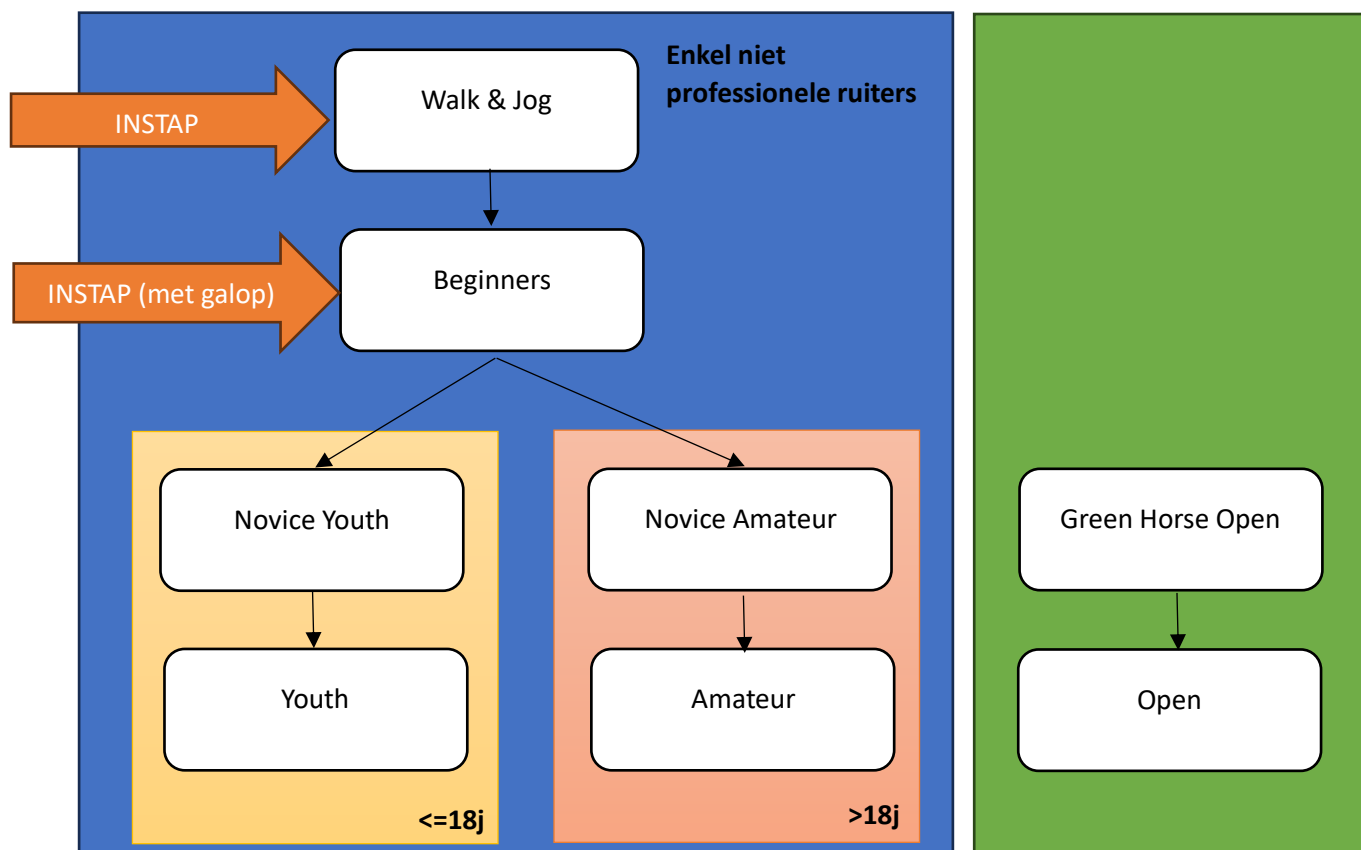 Enkel niet
professionele ruiters
Walk & Jog
INSTAP
Beginners
INSTAP (met galop)
Novice Youth
Novice Amateur
Green Horse Open
Youth
Amateur
Open
<=18j
>18j